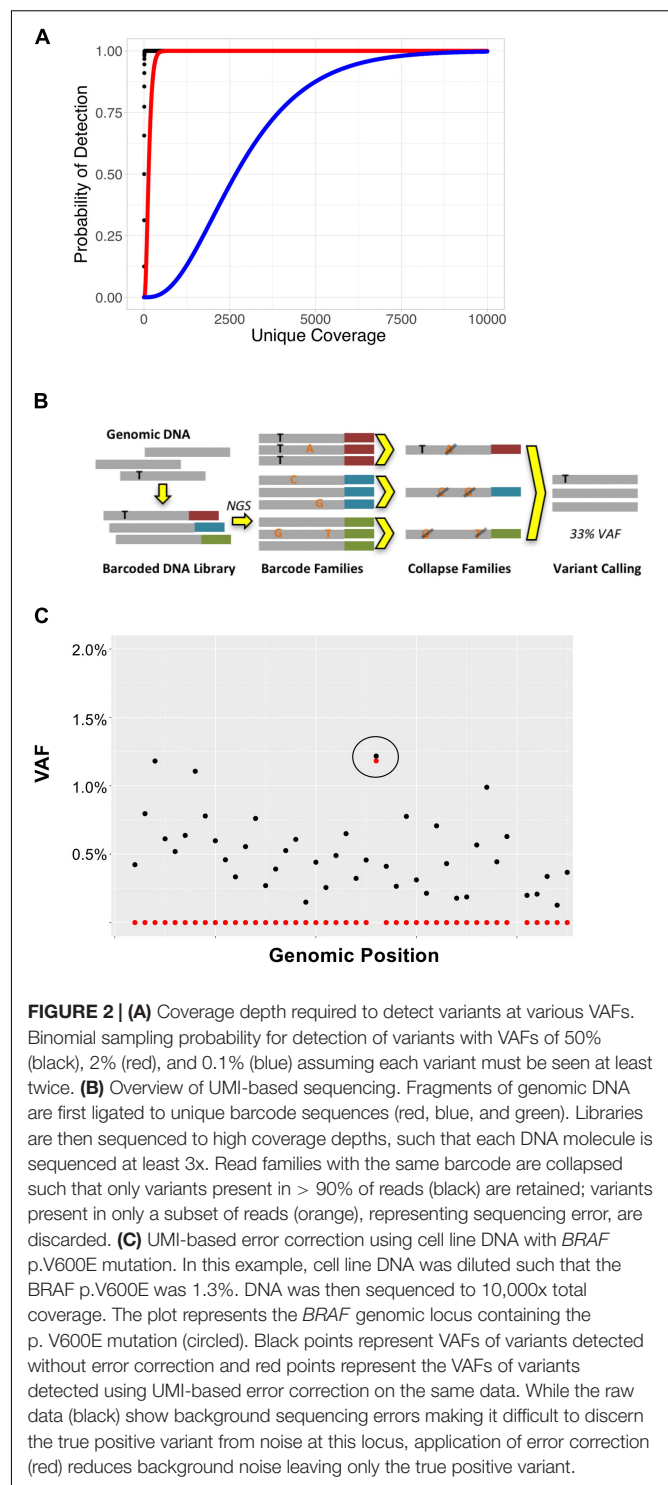 A
1.00
0.75
0.50
0.25
0.00
Probability of Detection
0
2500
5000
7500
10000
Unique Coverage
B
Genomic DNA
T
T
Barcoded DNA Library
NGS
T
T
A
T
C
G
G
T
Barcode Families
T
Collapse Families
T
33% VAF
Variant Calling
C
2.0%
1.5%
1.0%
0.5%
VAF
Genomic Position
FIGURE 2 | (A) Coverage depth required to detect variants at various VAFs.
Binomial sampling probability for detection of variants with VAFs of 50%
(black), 2% (red), and 0.1% (blue) assuming each variant must be seen at least
twice. (B) Overview of UMI-based sequencing. Fragments of genomic DNA
are first ligated to unique barcode sequences (red, blue, and green). Libraries
are then sequenced to high coverage depths, such that each DNA molecule is
sequenced at least 3x. Read families with the same barcode are collapsed
such that only variants present in > 90% of reads (black) are retained; variants
present in only a subset of reads (orange), representing sequencing error, are
discarded. (C) UMI-based error correction using cell line DNA with BRAF
p.V600E mutation. In this example, cell line DNA was diluted such that the
BRAF p.V600E was 1.3%. DNA was then sequenced to 10,000x total
coverage. The plot represents the BRAF genomic locus containing the
p. V600E mutation (circled). Black points represent VAFs of variants detected
without error correction and red points represent the VAFs of variants
detected using UMI-based error correction on the same data. While the raw
data (black) show background sequencing errors making it difficult to discern
the true positive variant from noise at this locus, application of error correction
(red) reduces background noise leaving only the true positive variant.